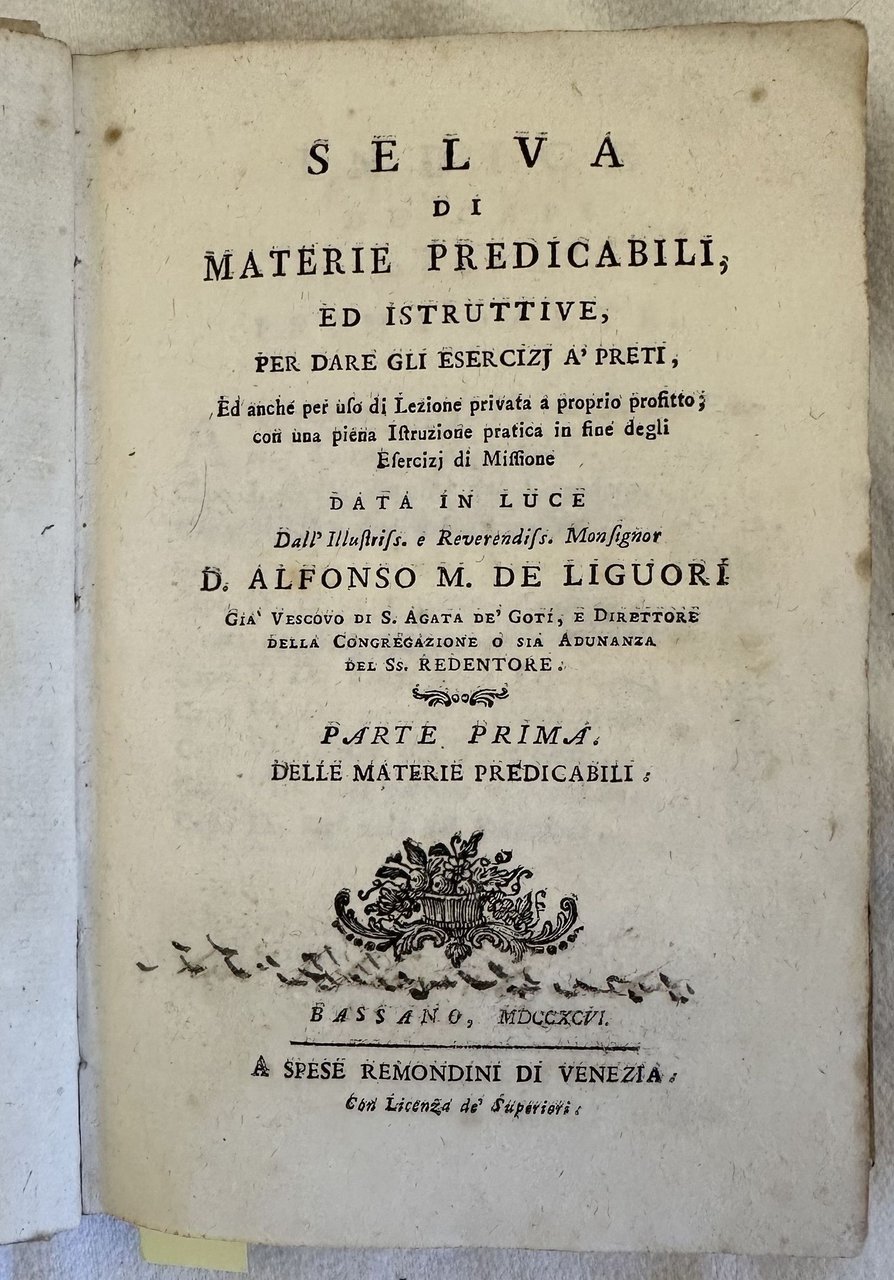 SELVA
DI
MATERIE PREDICABILI,
ED ISTRUTTIVE,
PER DARE GLI ESERCIZJ A' PRETI,
Ed anche per uſo di Lezione privata a proprio profitto;
con una piena Iſtruzione pratica in fine degli
Eſercizj di Miſſione
DATA IN LUCE
Dall' Illuſtriſs. e Reverendiſs. Monſignor
D. ALFONSO M. DE LIGUORI
GIA' VESCOVO DI S. AGATA DE' GOTI, E DIRETTORE
DELLA CONGREGAZIONE O SIA ADUNANZA
DEL SS. REDENTORE.
PARTE PRIMA.
DELLE MATERIE PREDICABILI.
BASSANO, MDCCXCVI.
A SPESE REMONDINI DI VENEZIA.
Con Licenza de' Superiori.